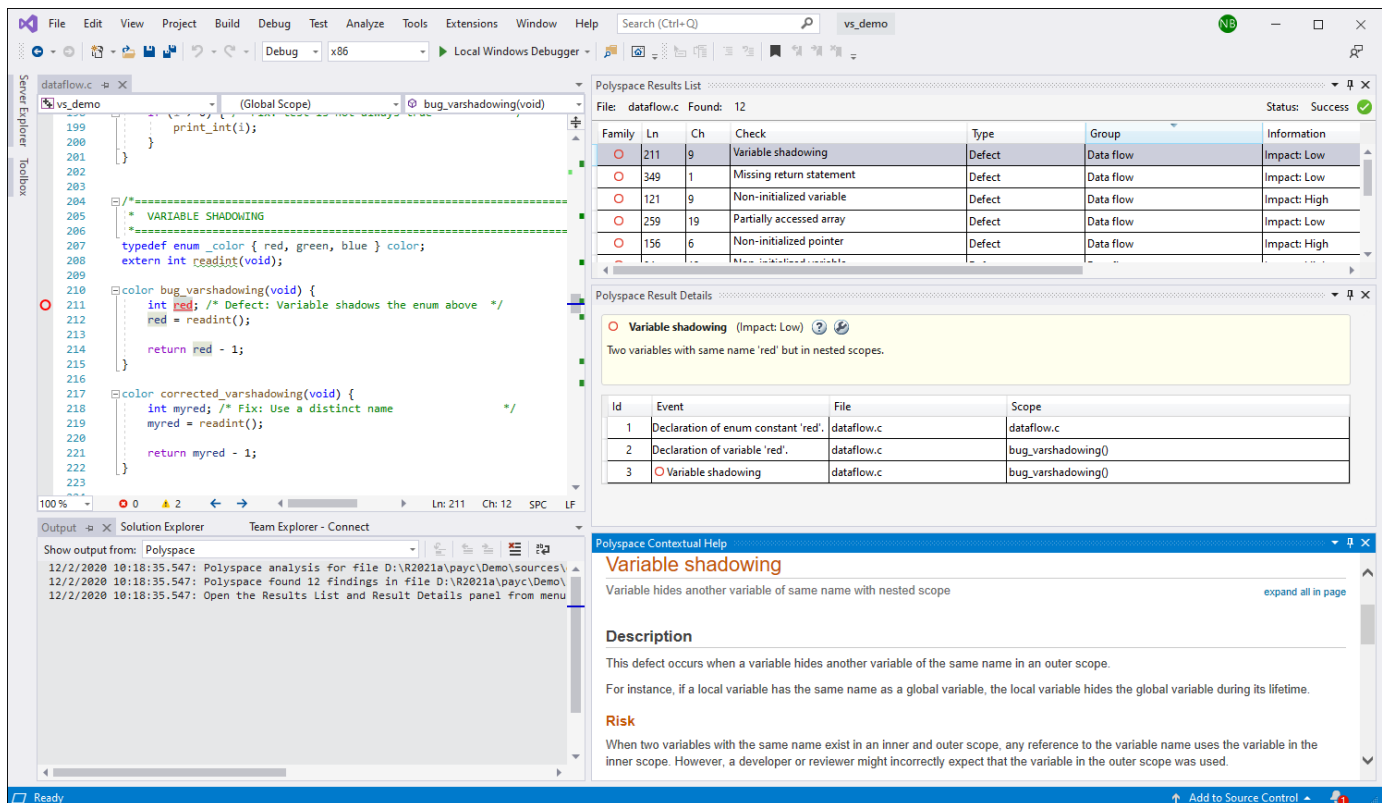 File Edit View Project Build Debug Test Analyze Tools Extensions Window Help Search (Ctrl+Q) vs_demo NB
Debug x86 Local Windows Debugger
Server Explorer
Toolbox
dataflow.c
vs_demo (Global Scope) bug_varshadowing(void)
199 print_int(i);
200 }
201 }
202
203
204 /*=================================================================
205 * VARIABLE SHADOWING
206 *=================================================================
207 typedef enum _color { red, green, blue } color;
208 extern int readint(void);
209
210 color bug_varshadowing(void) {
211 int red; /* Defect: Variable shadows the enum above */
212 red = readint();
213
214 return red - 1;
215 }
216
217 color corrected_varshadowing(void) {
218 int myred; /* Fix: Use a distinct name */
219 myred = readint();
220
221 return myred - 1;
222 }
223
100 % 0 2 Ln: 211 Ch: 12 SPC LF
Output Solution Explorer Team Explorer - Connect
Show output from: Polyspace
12/2/2020 10:18:35.547: Polyspace analysis for file D:\R2021a\payc\Demo\sources\
12/2/2020 10:18:35.547: Polyspace found 12 findings in file D:\R2021a\payc\Demo\
12/2/2020 10:18:35.547: Open the Results List and Result Details panel from menu
Polyspace Results List
File: dataflow.c Found: 12 Status: Success
Family Ln Ch Check Type Group Information
211 9 Variable shadowing Defect Data flow Impact: Low
349 1 Missing return statement Defect Data flow Impact: Low
121 9 Non-initialized variable Defect Data flow Impact: High
259 19 Partially accessed array Defect Data flow Impact: Low
156 6 Non-initialized pointer Defect Data flow Impact: High
Polyspace Result Details
Variable shadowing (Impact: Low) ?
Two variables with same name 'red' but in nested scopes.
Id Event File Scope
1 Declaration of enum constant 'red'. dataflow.c dataflow.c
2 Declaration of variable 'red'. dataflow.c bug_varshadowing()
3 Variable shadowing dataflow.c bug_varshadowing()
Polyspace Contextual Help
Variable shadowing
Variable hides another variable of same name with nested scope expand all in page
Description
This defect occurs when a variable hides another variable of the same name in an outer scope.
For instance, if a local variable has the same name as a global variable, the local variable hides the global variable during its lifetime.
Risk
When two variables with the same name exist in an inner and outer scope, any reference to the variable name uses the variable in the
inner scope. However, a developer or reviewer might incorrectly expect that the variable in the outer scope was used.
Ready Add to Source Control 1